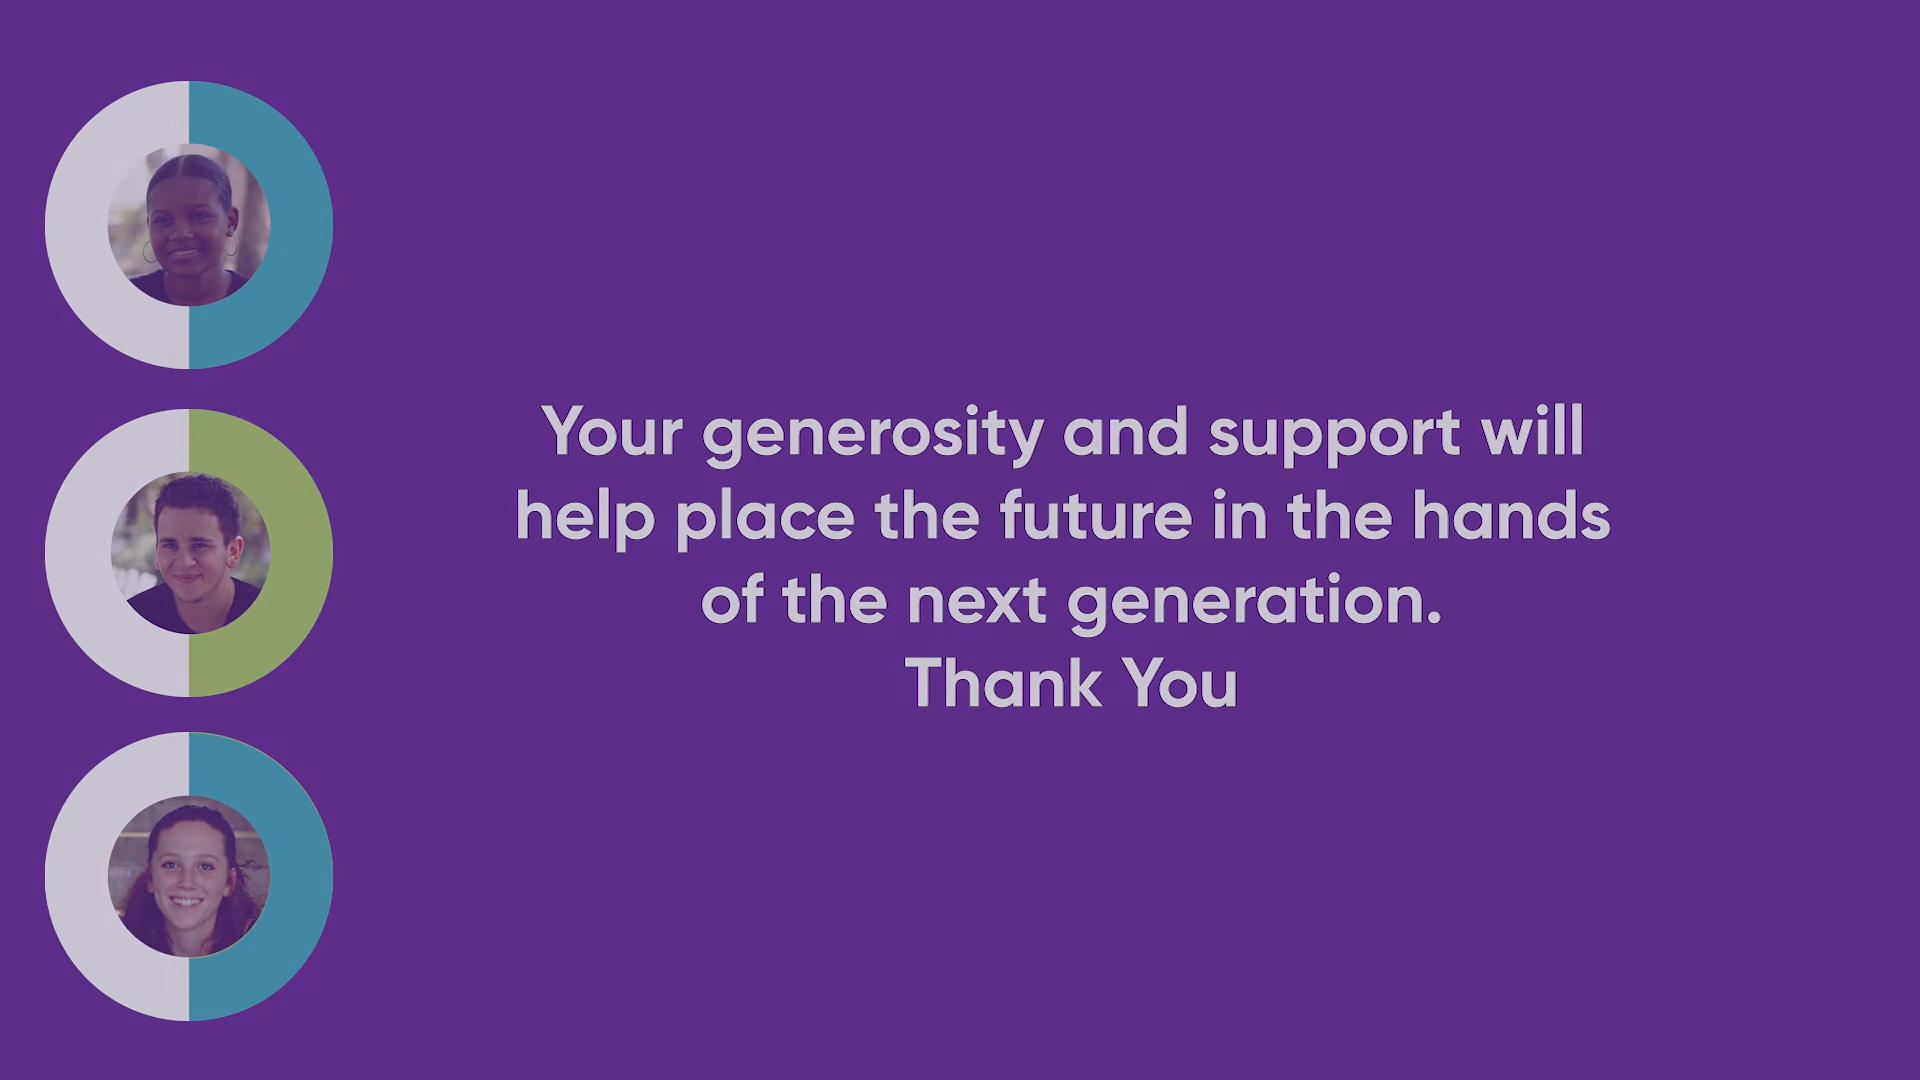 Your generosity and support will
help place the future in the hands
of the next generation.
Thank You